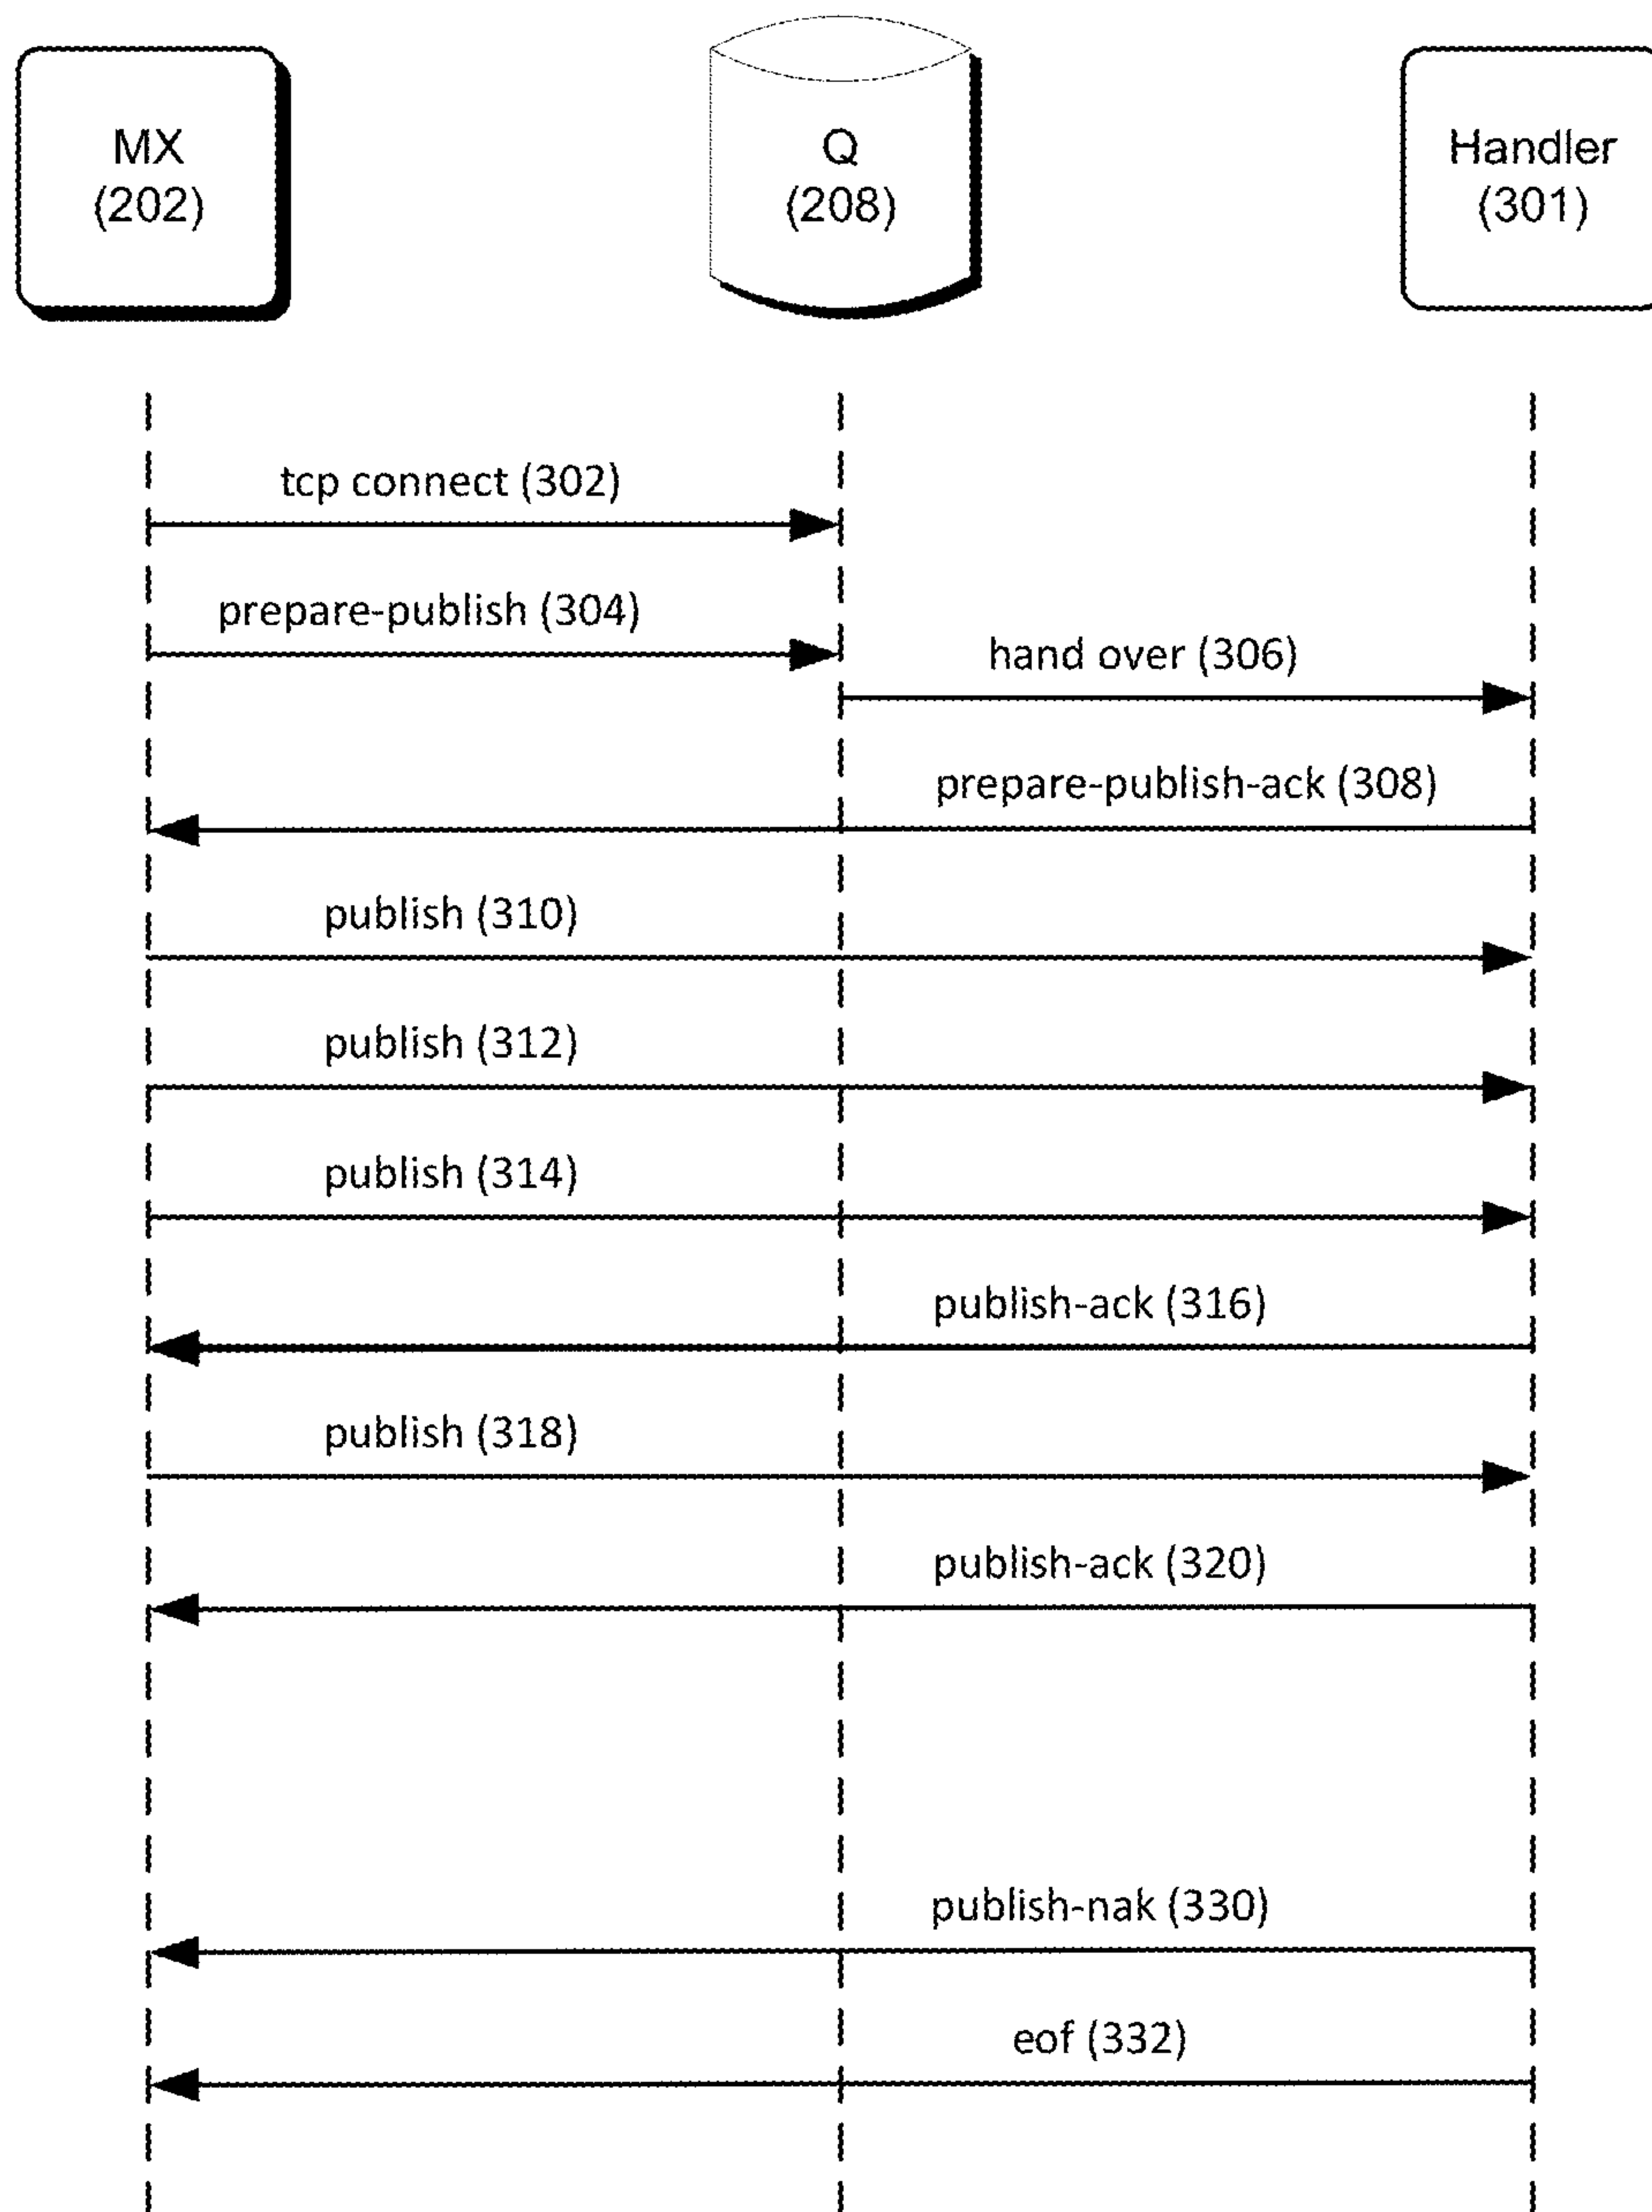 MX
(202)
Q
(208)
Handler
(301)
tcp connect (302)
prepare-publish (304)
hand over (306)
prepare-publish-ack (308)
publish (310)
publish (312)
publish (314)
publish-ack (316)
publish (318)
publish-ack (320)
publish-nak (330)
eof (332)